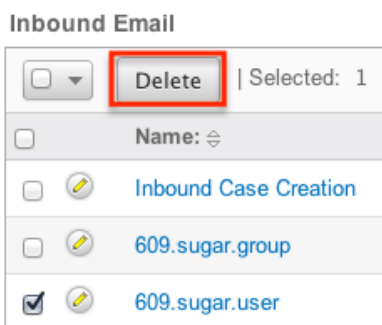 Inbound Email
Delete | Selected: 1
Name:
Inbound Case Creation
609.sugar.group
609.sugar.user